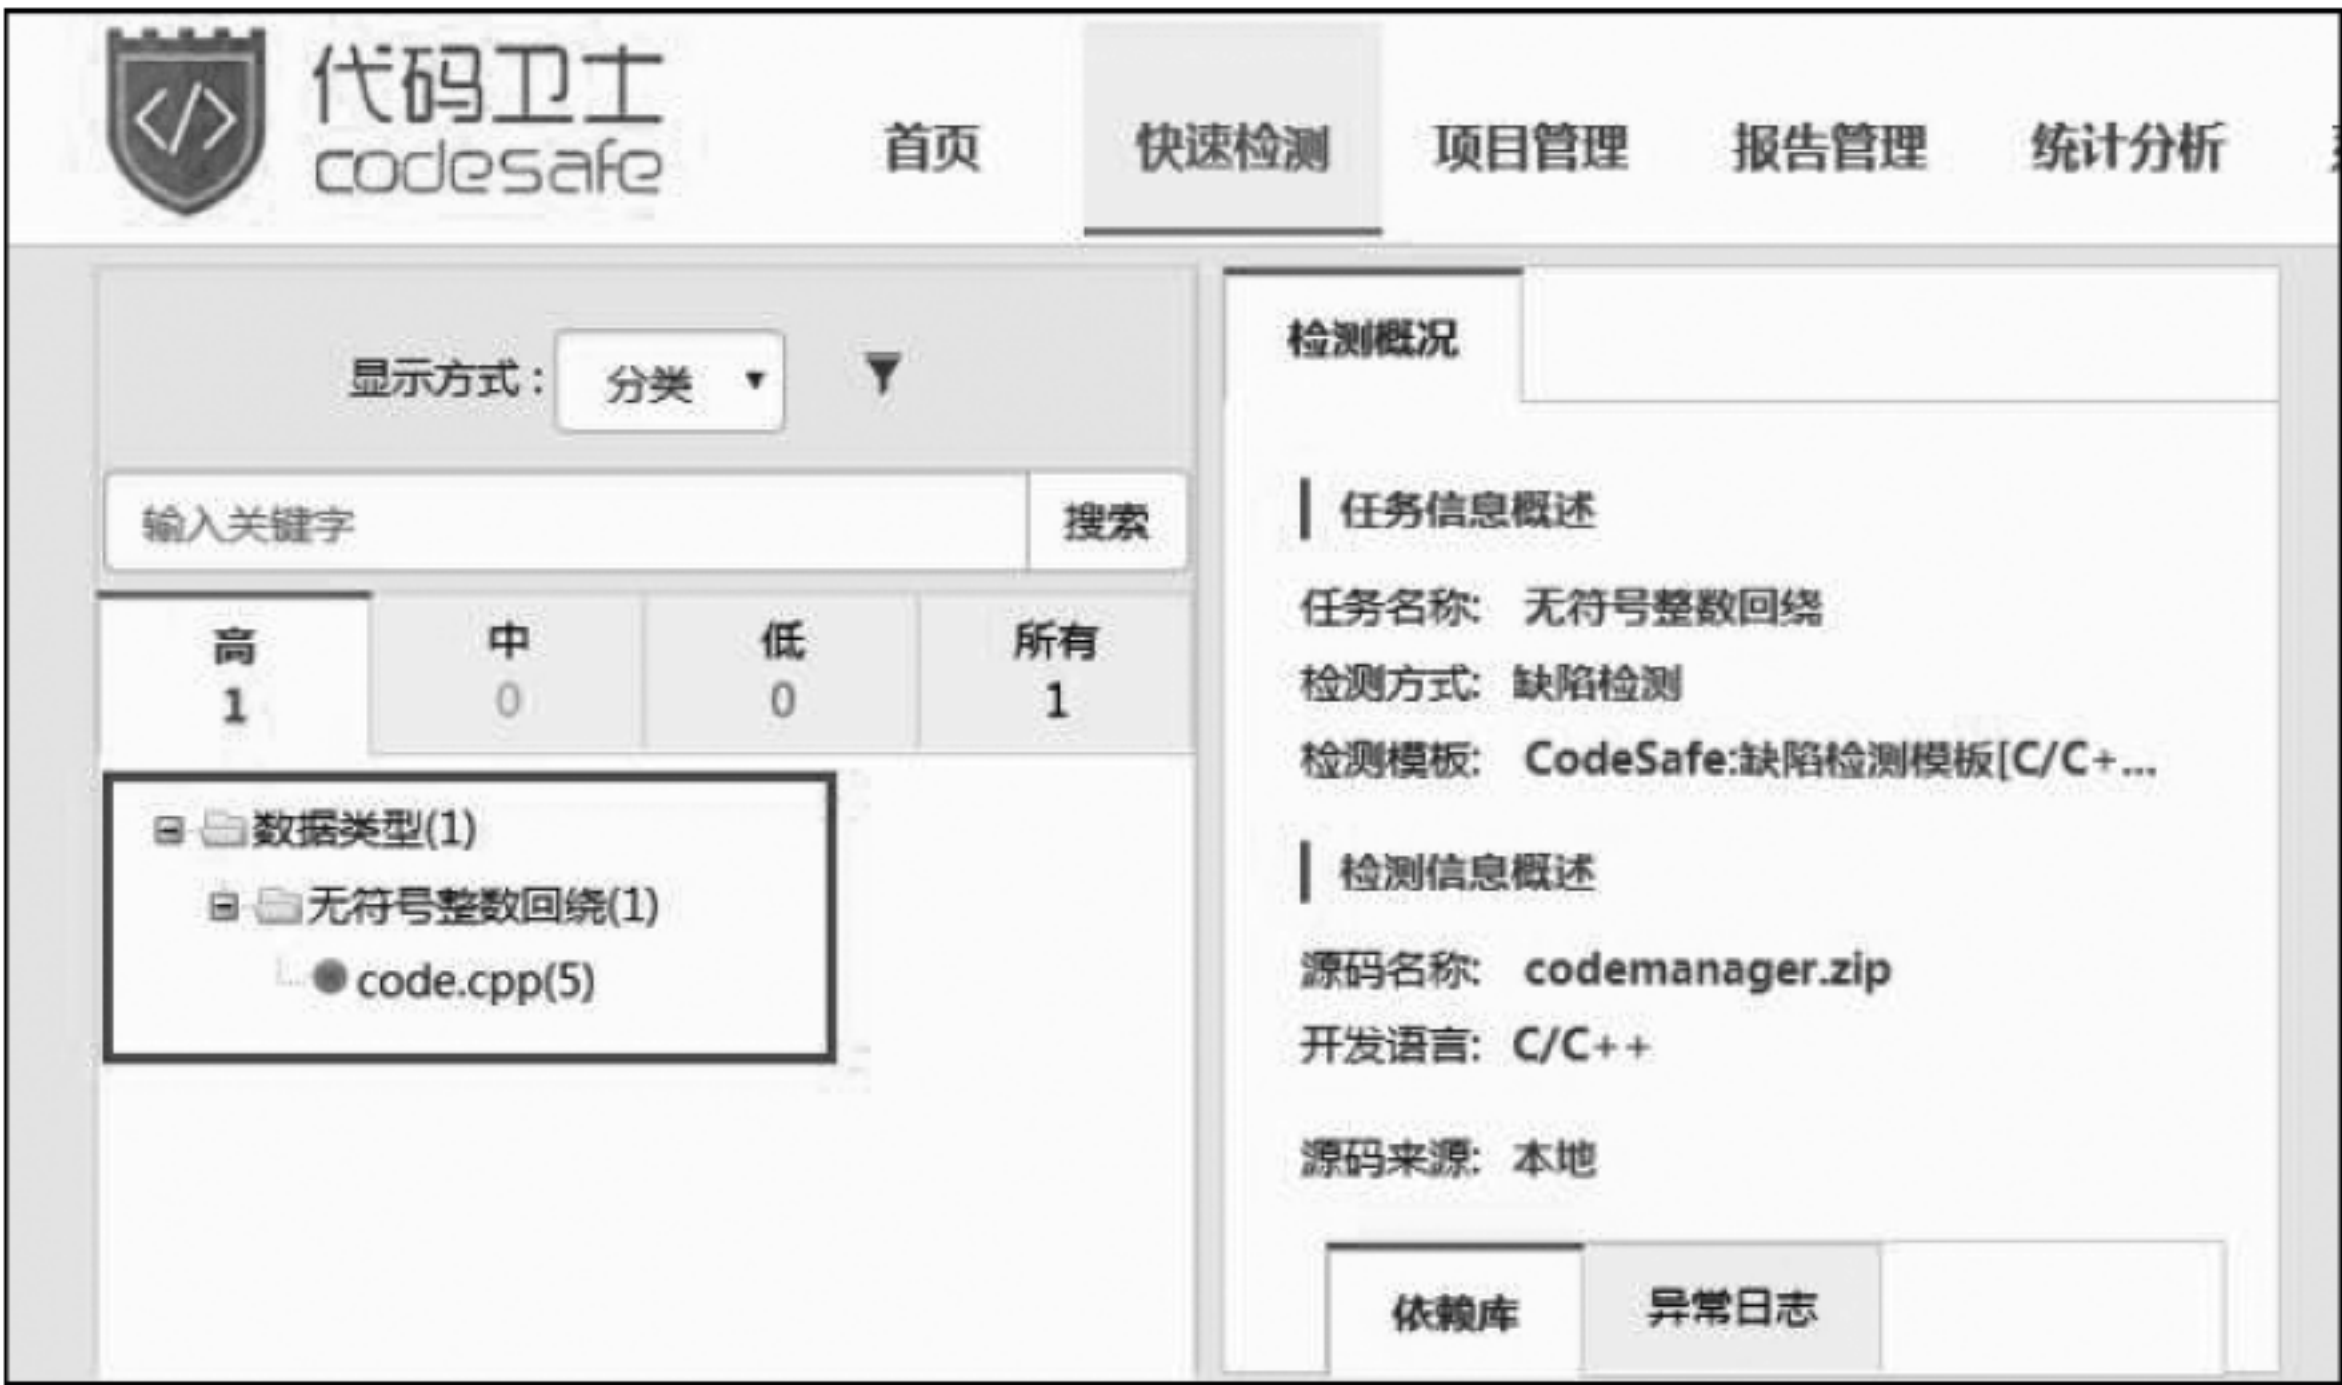 代码卫士
codesafe
首页 快速检测 项目管理 报告管理 统计分析
显示方式： 分类
输入关键字 搜索
高 中 低 所有
1 0 0 1
数据类型(1)
无符号整数回绕(1)
code.cpp(5)
检测概况
任务信息概述
任务名称: 无符号整数回绕
检测方式: 缺陷检测
检测模板: CodeSafe:缺陷检测模板[C/C+...
检测信息概述
源码名称: codemanager.zip
开发语言: C/C++
源码来源: 本地
依赖库 异常日志